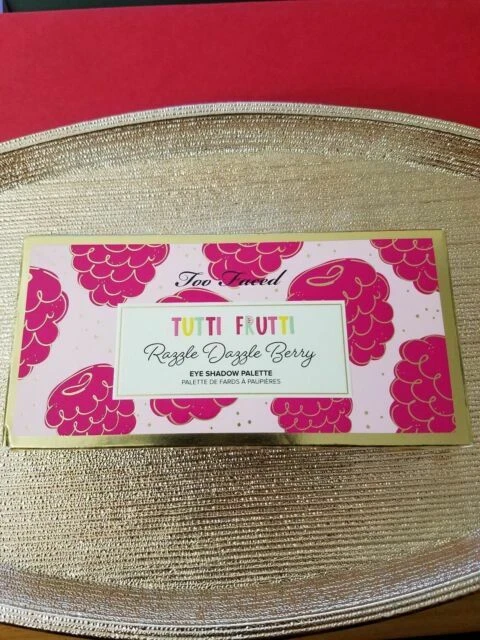 Too Faced
TUTTI FRUTTI
Razzle Dazzle Berry
EYE SHADOW PALETTE
PALETTE DE FARDS À PAUPIÈRES